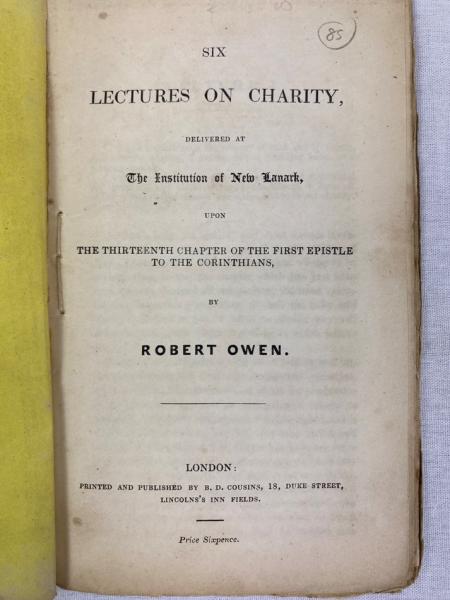 85
SIX
LECTURES ON CHARITY,
DELIVERED AT
The Institution of New Lanark,
UPON
THE THIRTEENTH CHAPTER OF THE FIRST EPISTLE
TO THE CORINTHIANS,
BY
ROBERT OWEN.
LONDON:
PRINTED AND PUBLISHED BY B. D. COUSINS, 18, DUKE STREET,
LINCOLNS'S INN FIELDS.
Price Sixpence.